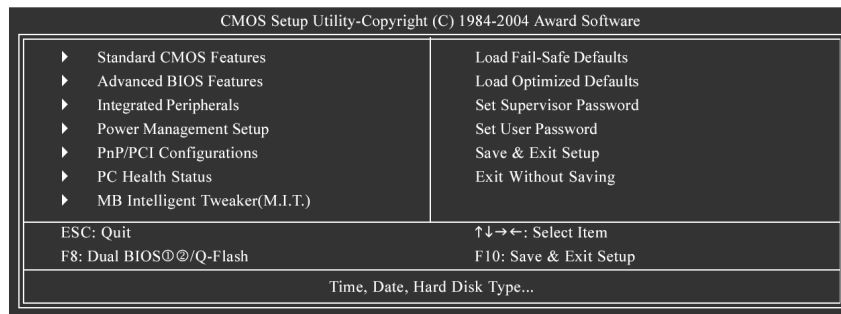 CMOS Setup Utility-Copyright (C) 1984-2004 Award Software
Standard CMOS Features
Advanced BIOS Features
Integrated Peripherals
Power Management Setup
PnP/PCI Configurations
PC Health Status
MB Intelligent Tweaker(M.I.T.)
Load Fail-Safe Defaults
Load Optimized Defaults
Set Supervisor Password
Set User Password
Save & Exit Setup
Exit Without Saving
ESC: Quit
↑↓→←: Select Item
F8: Dual BIOS①②/Q-Flash
F10: Save & Exit Setup
Time, Date, Hard Disk Type...